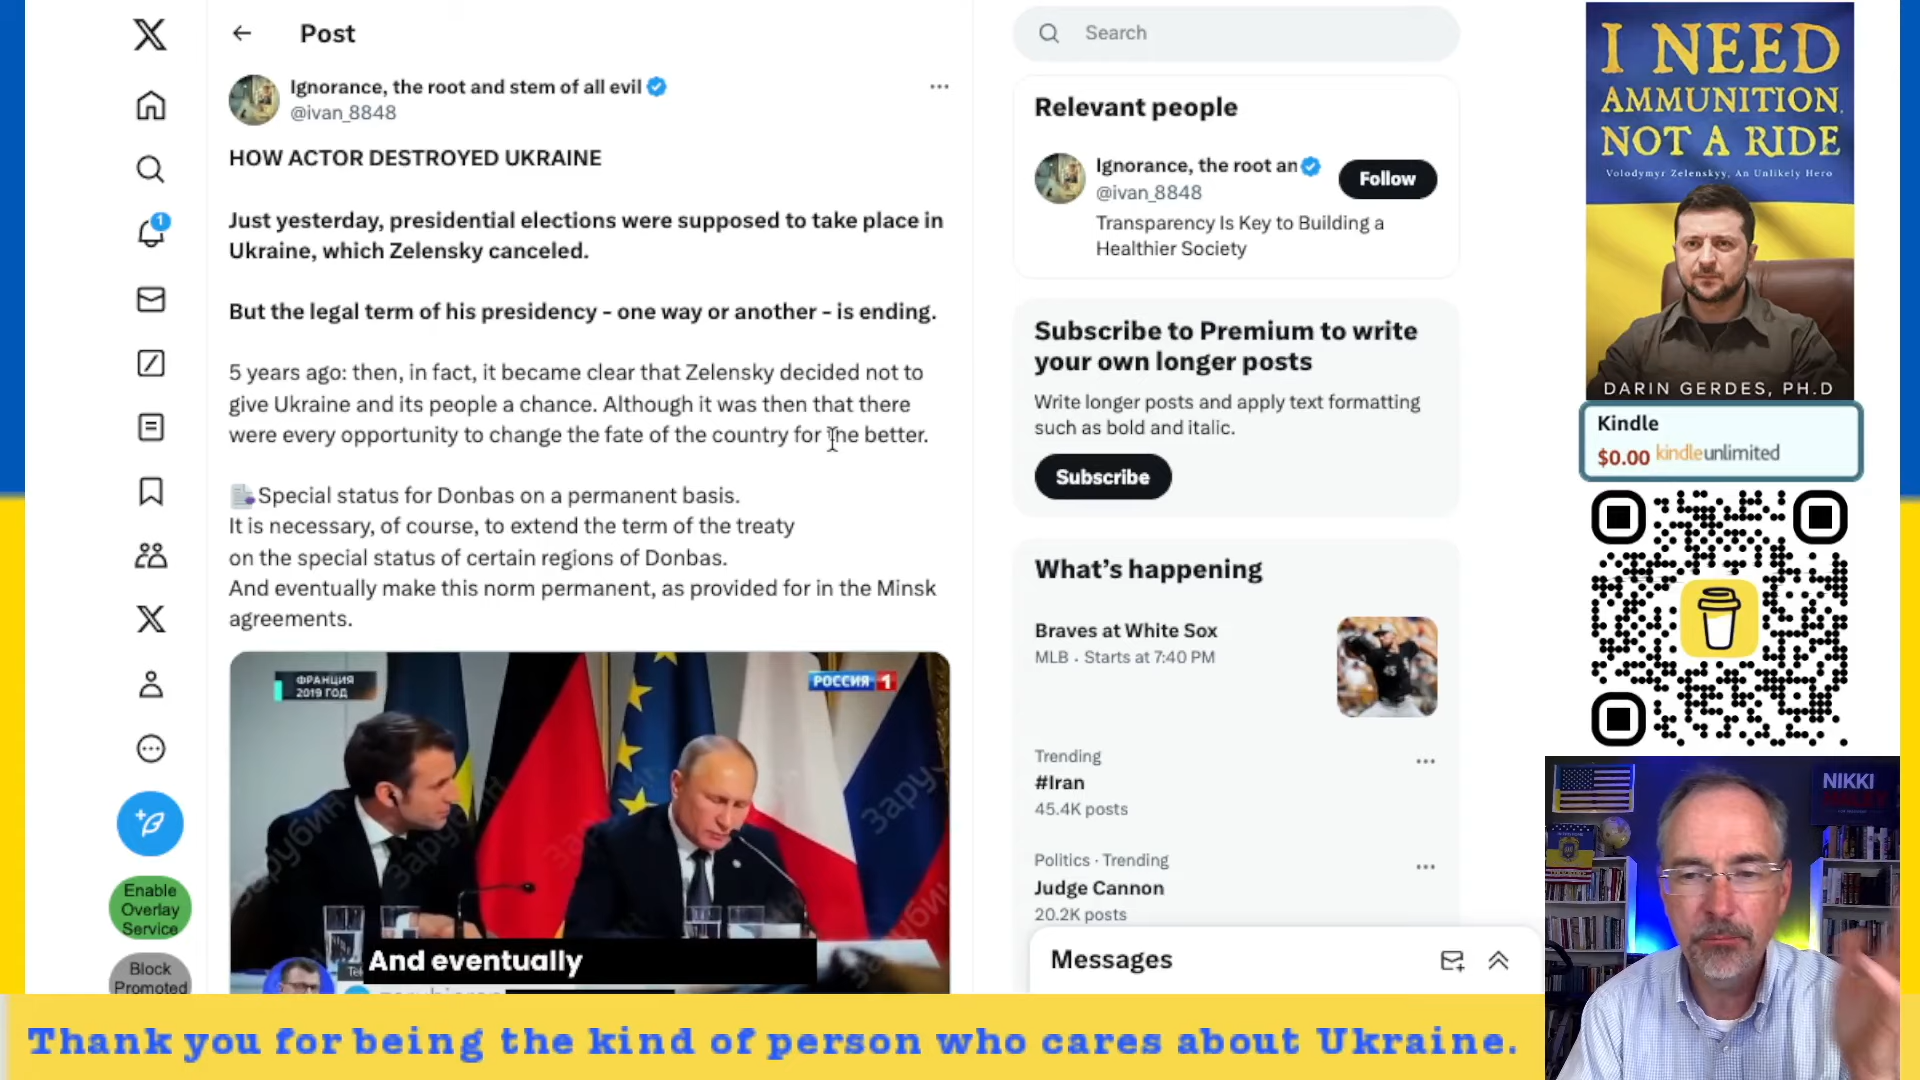 Post
Ignorance, the root and stem of all evil
@ivan_8848
HOW ACTOR DESTROYED UKRAINE
Just yesterday, presidential elections were supposed to take place in
Ukraine, which Zelensky canceled.
But the legal term of his presidency - one way or another - is ending.
5 years ago: then, in fact, it became clear that Zelensky decided not to
give Ukraine and its people a chance. Although it was then that there
were every opportunity to change the fate of the country for the better.
Special status for Donbas on a permanent basis.
It is necessary, of course, to extend the term of the treaty
on the special status of certain regions of Donbas.
And eventually make this norm permanent, as provided for in the Minsk
agreements.
ФРАНЦИЯ
2019 ГОД
РОССИЯ 1
And eventually
1
Enable
Overlay
Service
Block
Promoted
Search
Relevant people
Ignorance, the root an
@ivan_8848
Follow
Transparency Is Key to Building a
Healthier Society
Subscribe to Premium to write
your own longer posts
Write longer posts and apply text formatting
such as bold and italic.
Subscribe
What's happening
Braves at White Sox
MLB · Starts at 7:40 PM
Trending
#Iran
45.4K posts
Politics · Trending
Judge Cannon
20.2K posts
Messages
I NEED
AMMUNITION,
NOT A RIDE
Volodymyr Zelenskyy, An Unlikely Hero
DARIN GERDES, PH.D
Kindle
$0.00 kindleunlimited
NIKKI
Thank you for being the kind of person who cares about Ukraine.